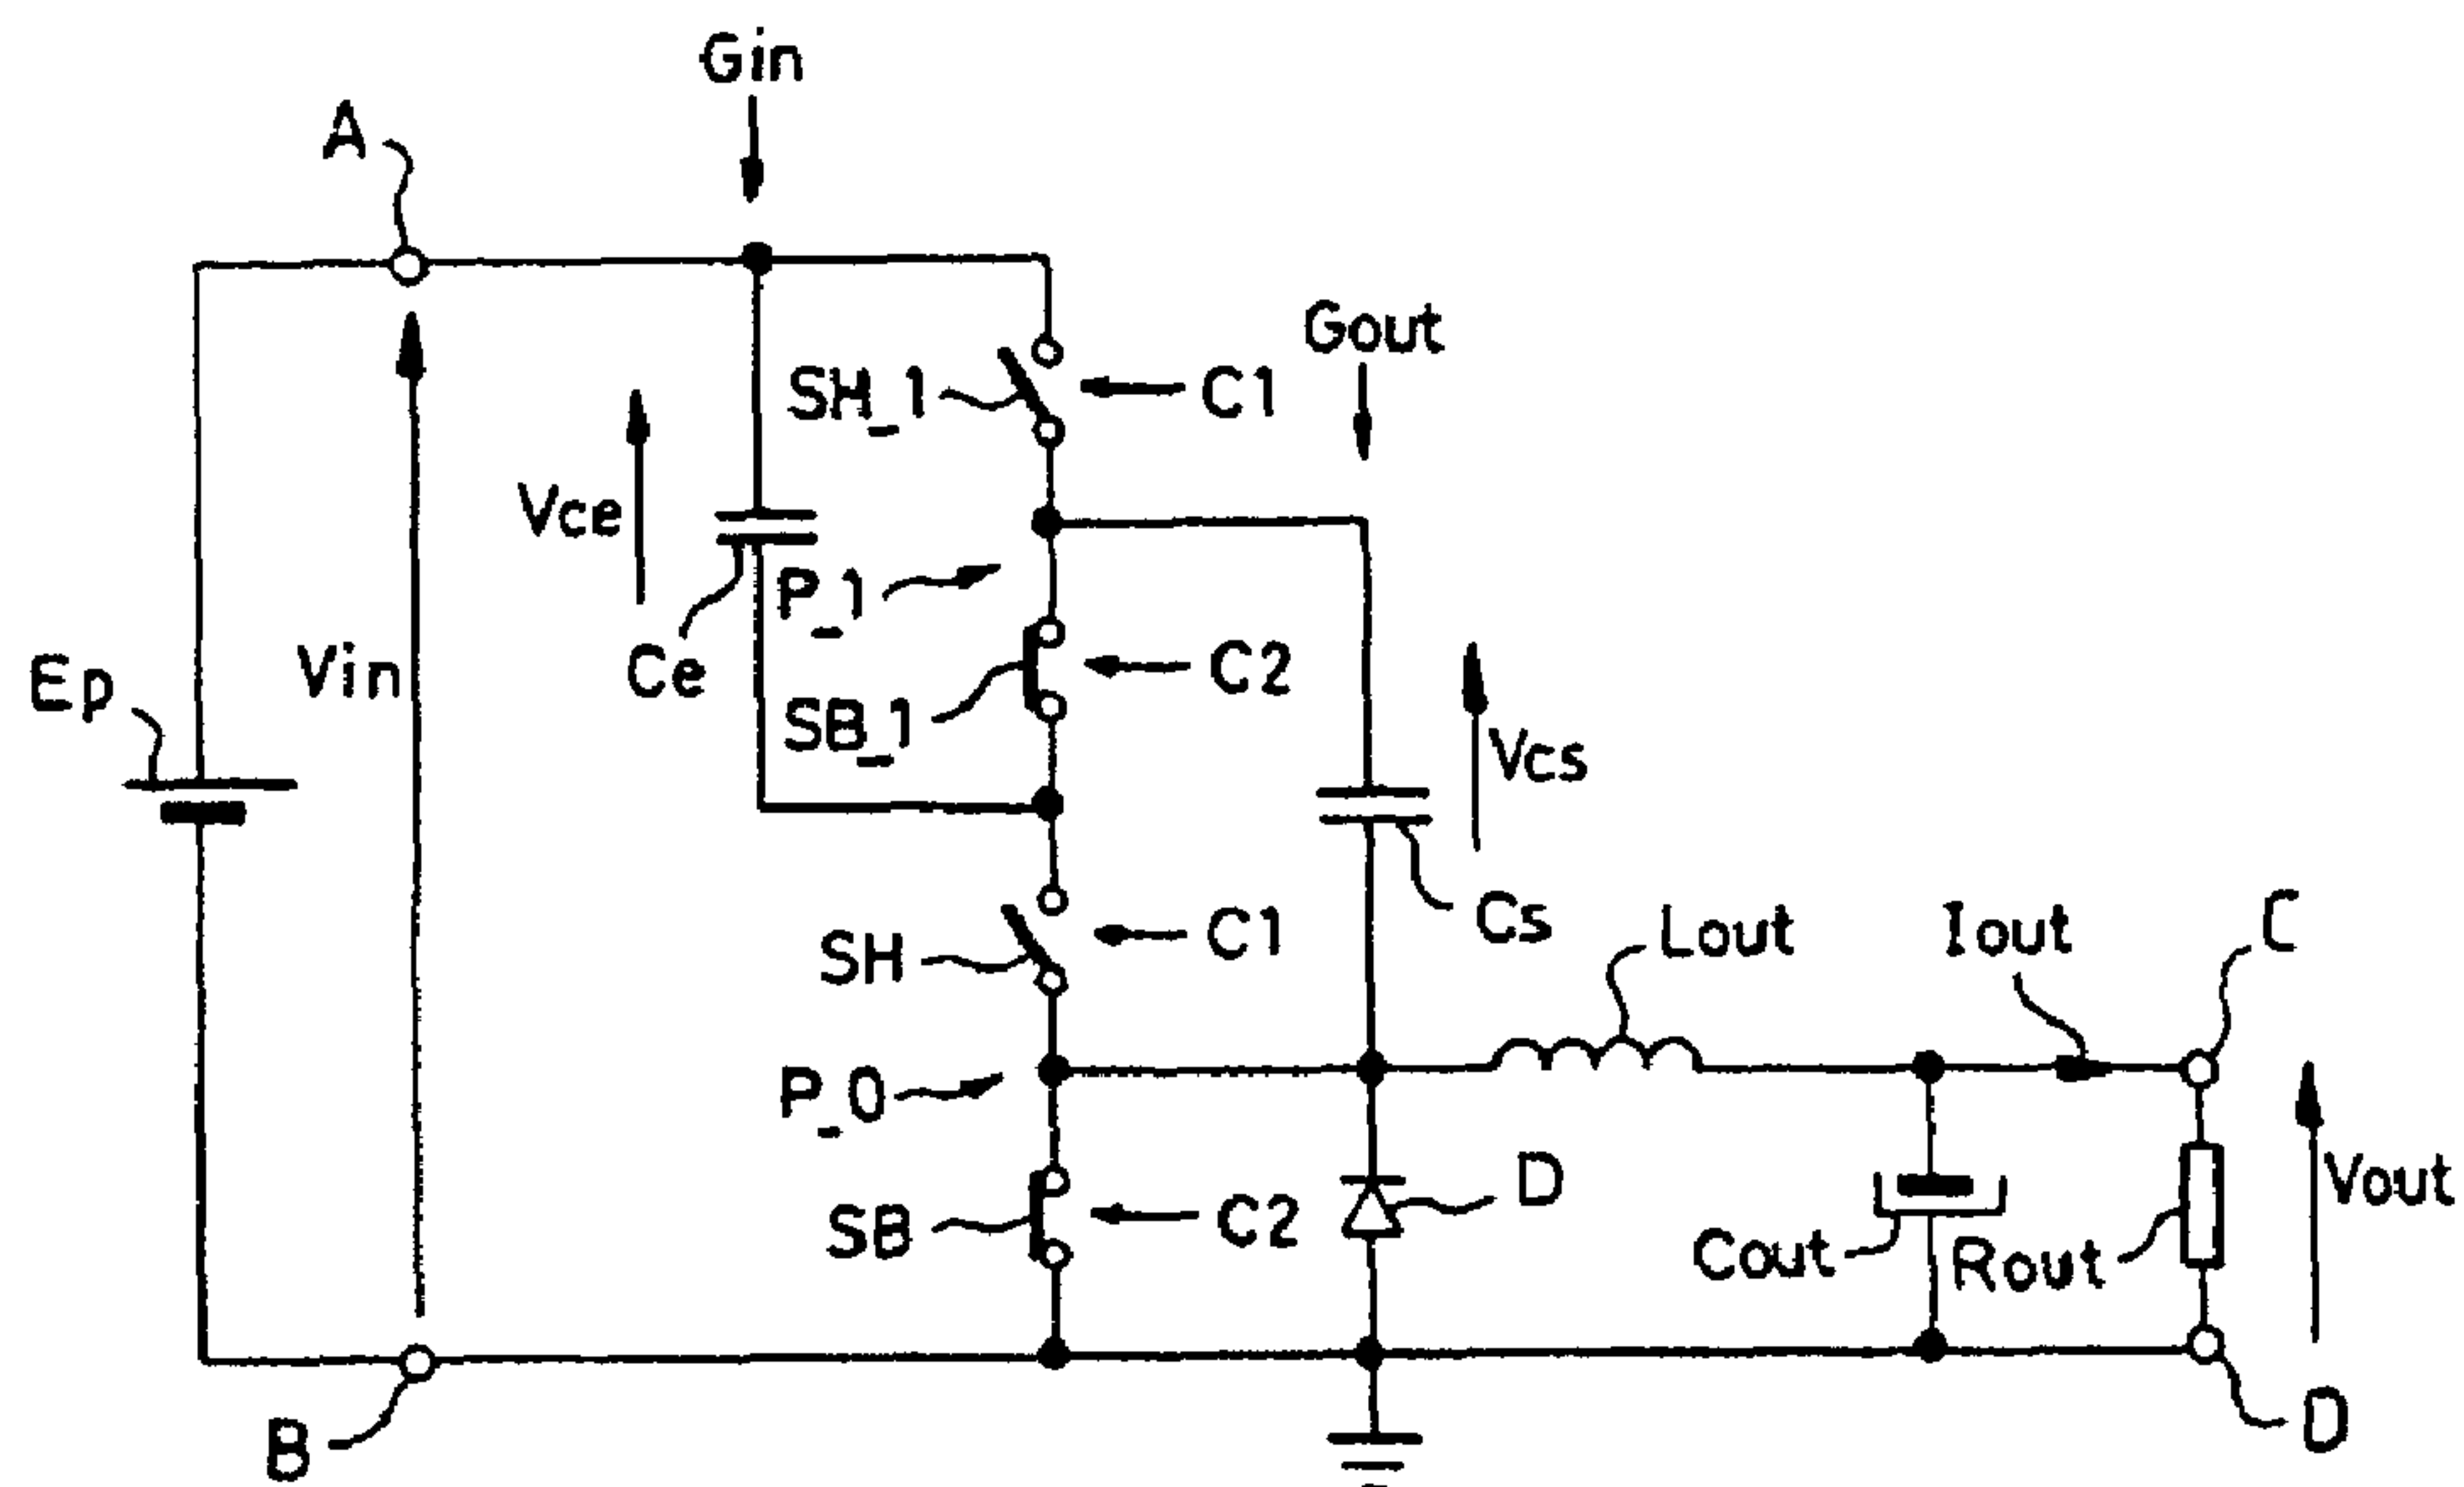 Gin
A
Gout
SH_1
C1
Vce
P_1
Ce
C2
SB_1
Ep
Vin
Vcs
Cs
SH
C1
Lout
Iout
C
P_0
SB
C2
D
Cout
Rout
Vout
B
D